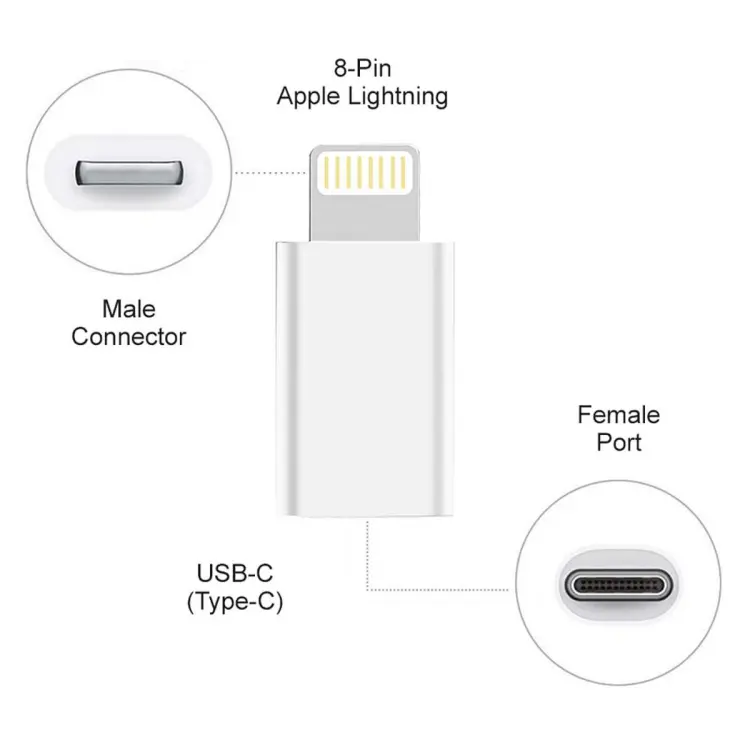 8-Pin
Apple Lightning
Male
Connector
Female
Port
USB-C
(Type-C)